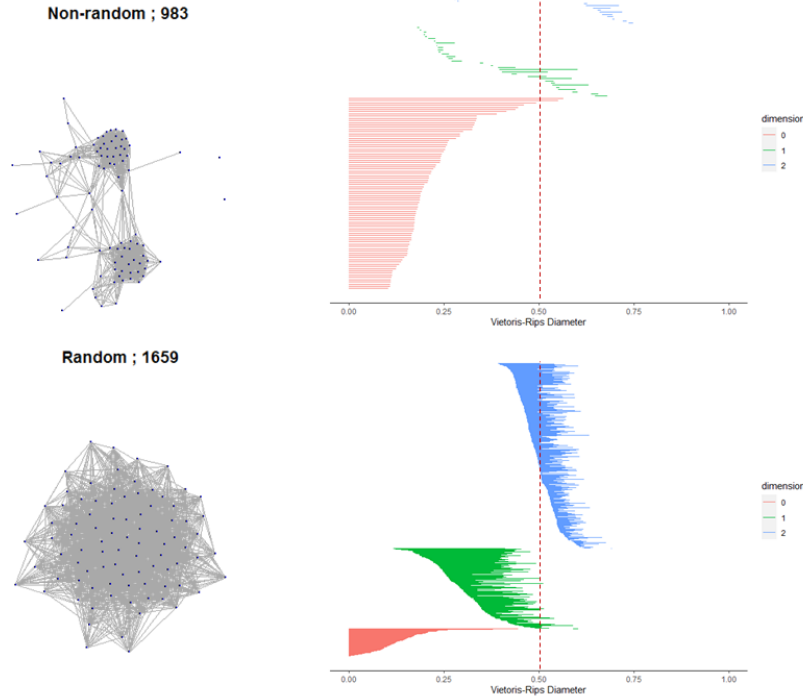 Non-random ; 983
dimension
0
1
2
0.00 0.25 0.50 0.75 1.00
Vietoris-Rips Diameter
Random ; 1659
dimension
0
1
2
0.00 0.25 0.50 0.75 1.00
Vietoris-Rips Diameter